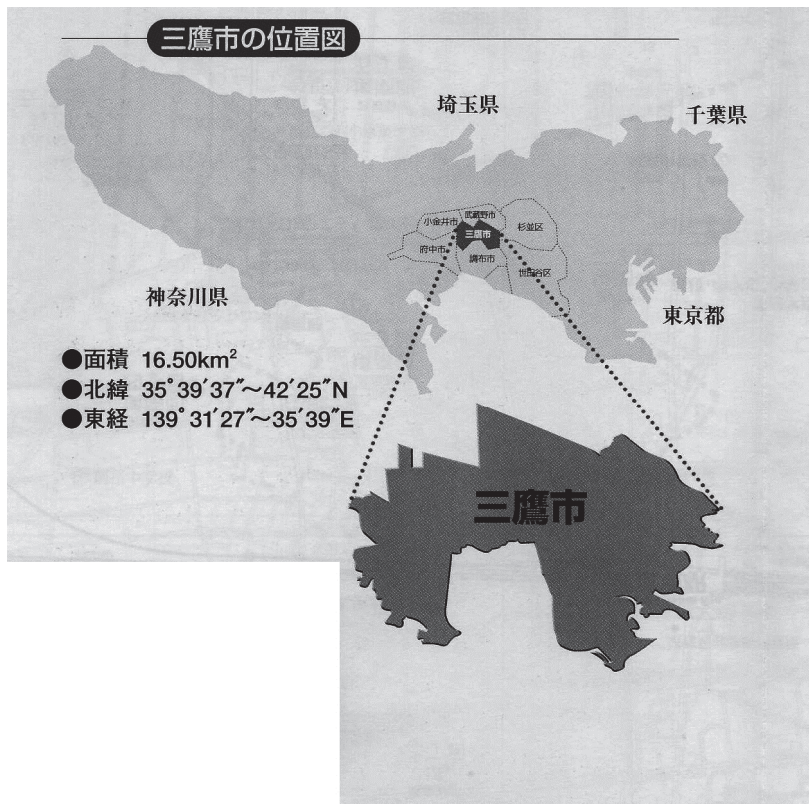 三鷹市の位置図
埼玉県
千葉県
小金井市
武蔵野市
杉並区
三鷹市
府中市
調布市
世田谷区
神奈川県
東京都
●面積 16.50km²
●北緯 35°39′37″～42′25″N
●東経 139°31′27″～35′39″E
三鷹市